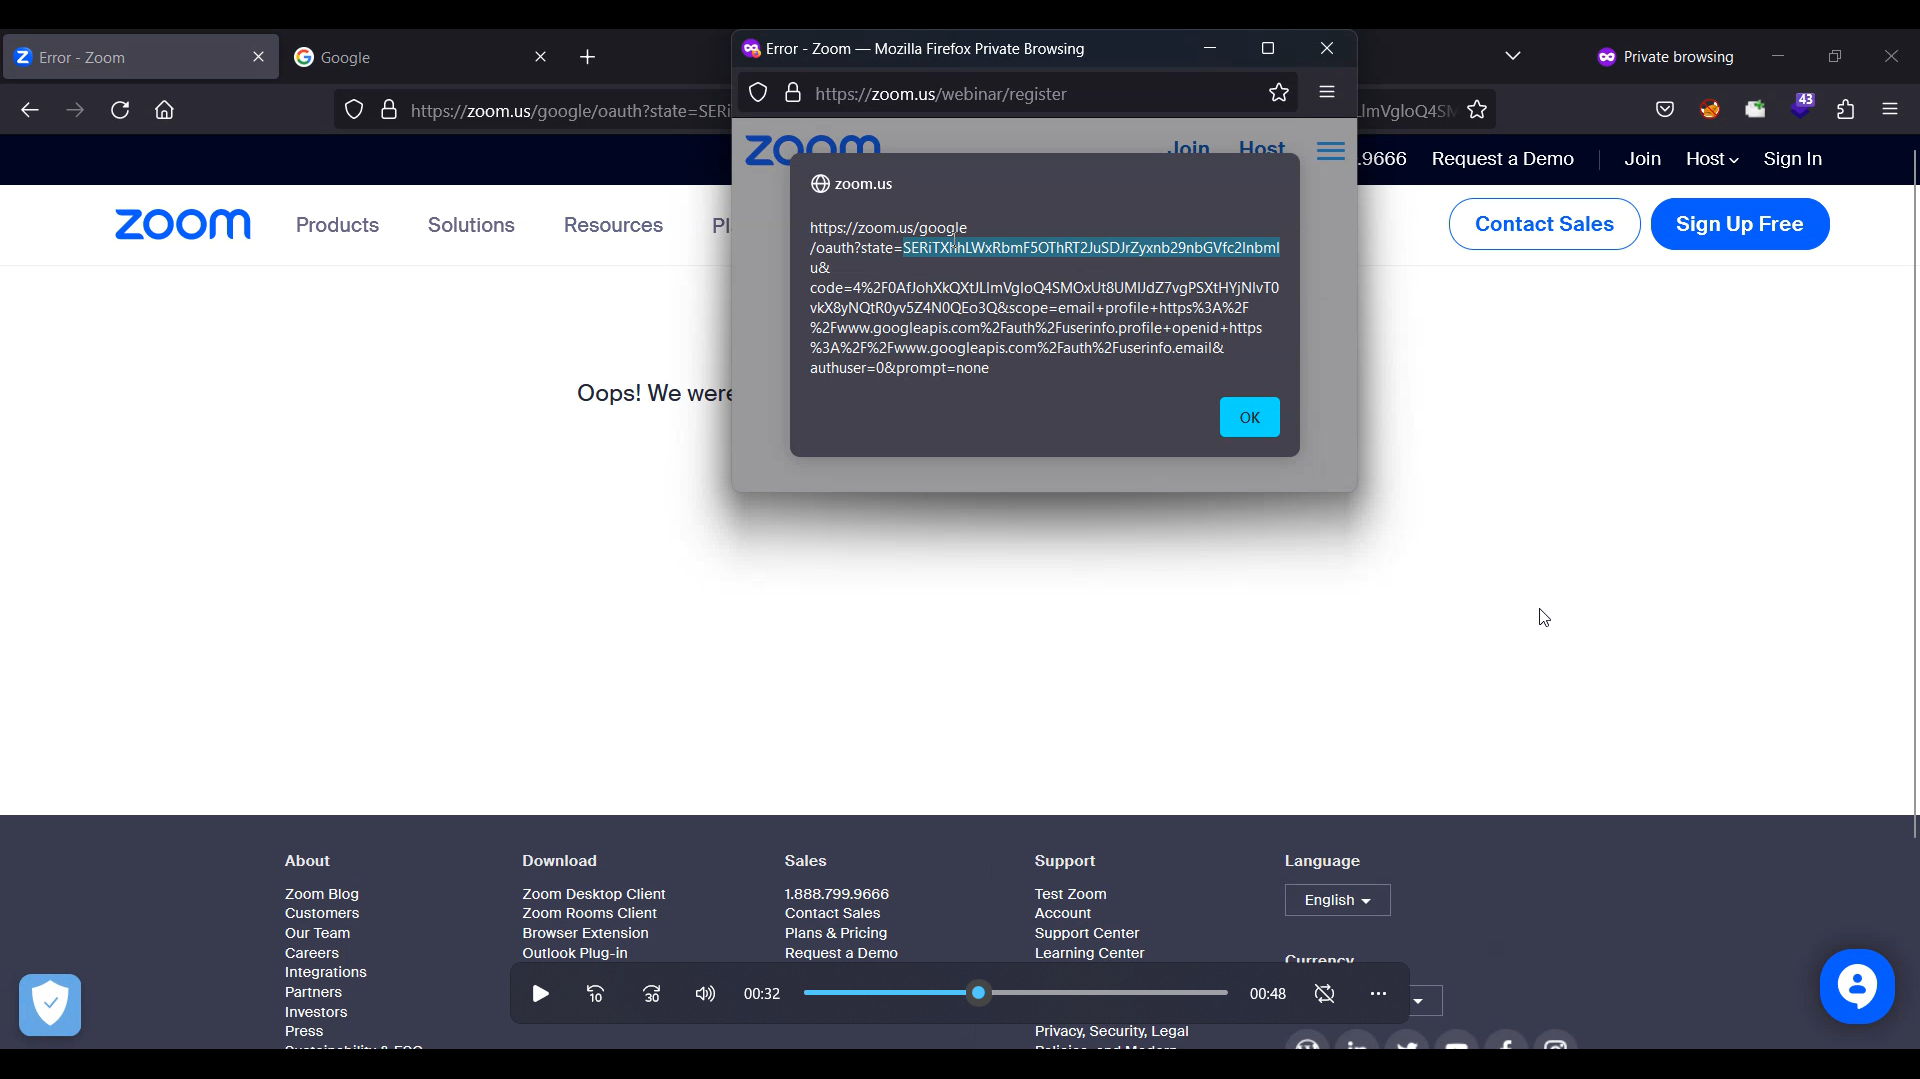 Error - Zoom
Google
Error - Zoom — Mozilla Firefox Private Browsing
Private browsing
https://zoom.us/google/oauth?state=SERi
https://zoom.us/webinar/register
43
zoom
Join
Host
.9666
Request a Demo
Join
Host
Sign In
zoom
Products
Solutions
Resources
Contact Sales
Sign Up Free
zoom.us
https://zoom.us/google
/oauth?state=SERiTXhhLWxRbmF5OThRT2JuSDJrZyxnb29nbGVfc2lnbml
u&
code=4%2F0AfJohXkQXtJLlmVgloQ4SMOxUt8UMIJdZ7vgPSXtHYjNlvT0
vkX8yNQtR0yv5Z4N0QEo3Q&scope=email+profile+https%3A%2F
%2Fwww.googleapis.com%2Fauth%2Fuserinfo.profile+openid+https
%3A%2F%2Fwww.googleapis.com%2Fauth%2Fuserinfo.email&
authuser=0&prompt=none
OK
Oops! We were
About
Download
Sales
Support
Language
Zoom Blog
Zoom Desktop Client
1.888.799.9666
Test Zoom
English
Customers
Zoom Rooms Client
Contact Sales
Account
Our Team
Browser Extension
Plans & Pricing
Support Center
Careers
Outlook Plug-in
Request a Demo
Learning Center
Currency
Integrations
Partners
Investors
Press
10
30
00:32
00:48
Privacy, Security, Legal